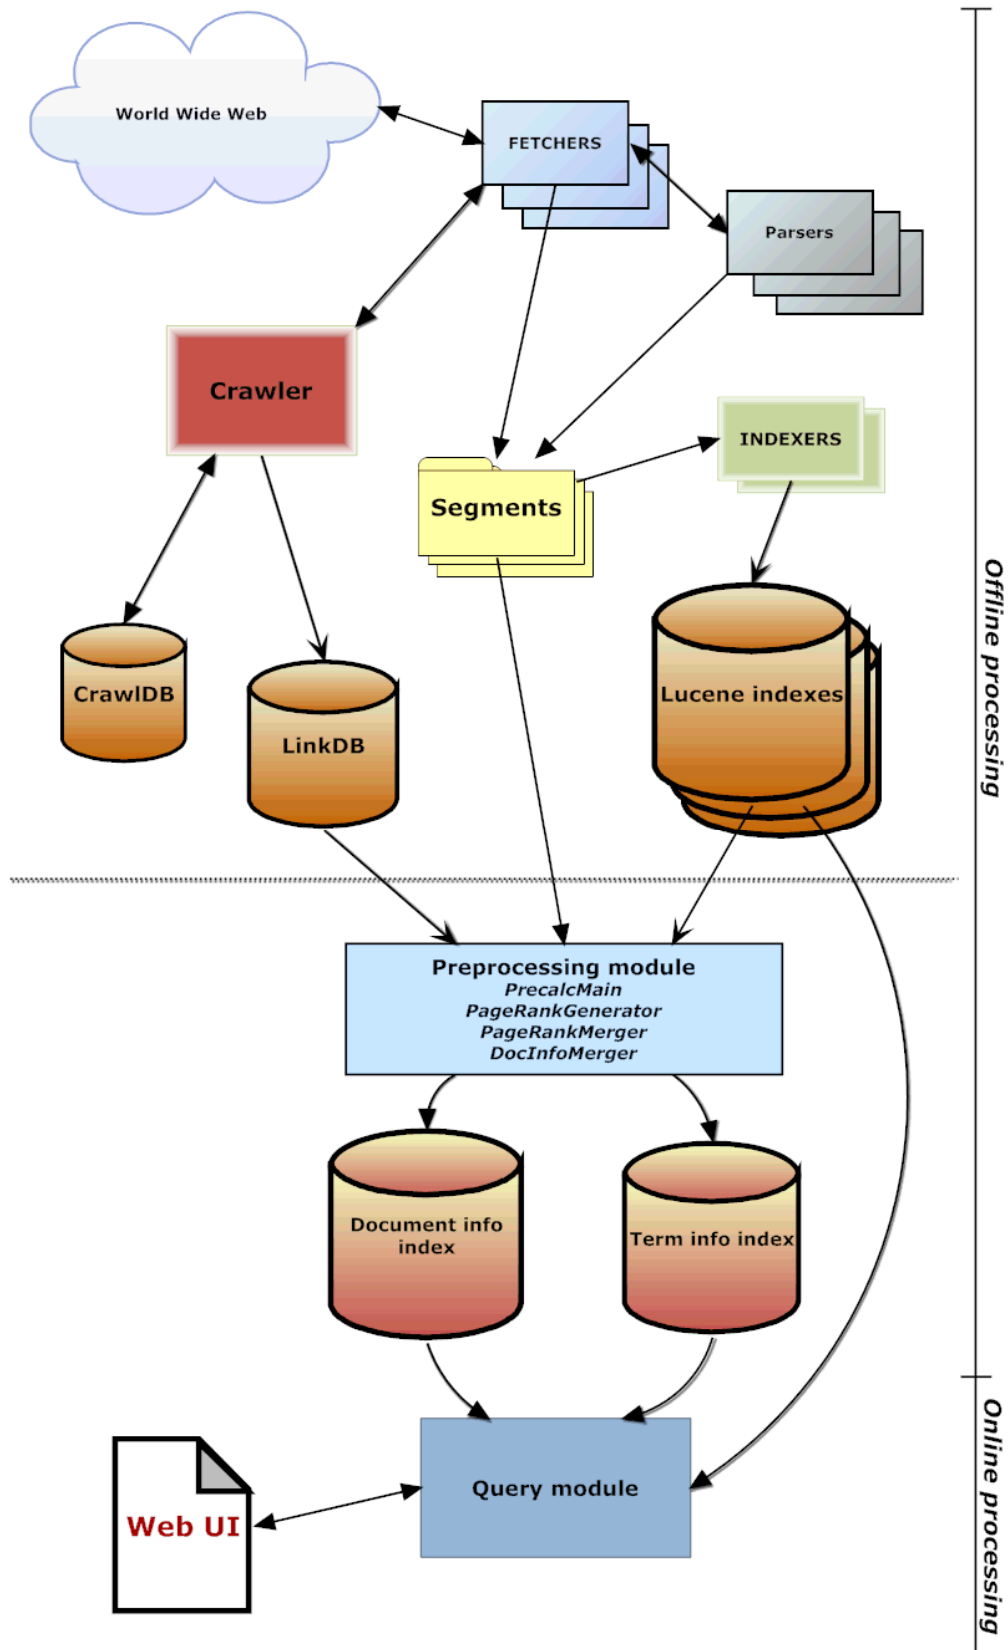 World Wide Web
FETCHERS
Parsers
Crawler
INDEXERS
Segments
CrawlDB
LinkDB
Lucene indexes
Offline processing
Preprocessing module
PrecalcMain
PageRankGenerator
PageRankMerger
DocInfoMerger
Document info
index
Term info index
Query module
Web UI
Online processing